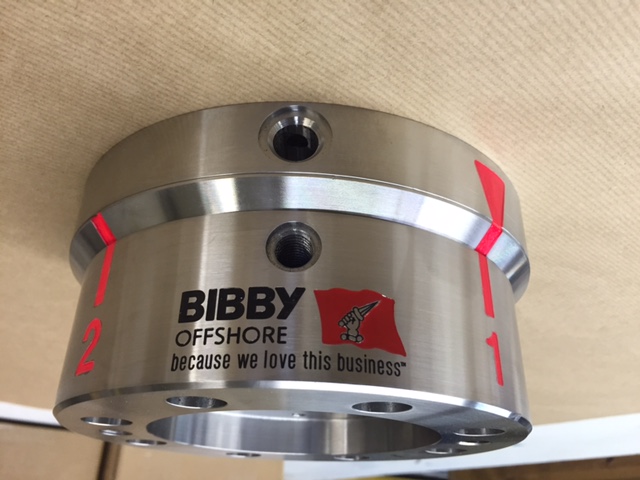 BIBBY
OFFSHORE
because we love this business™
2
1